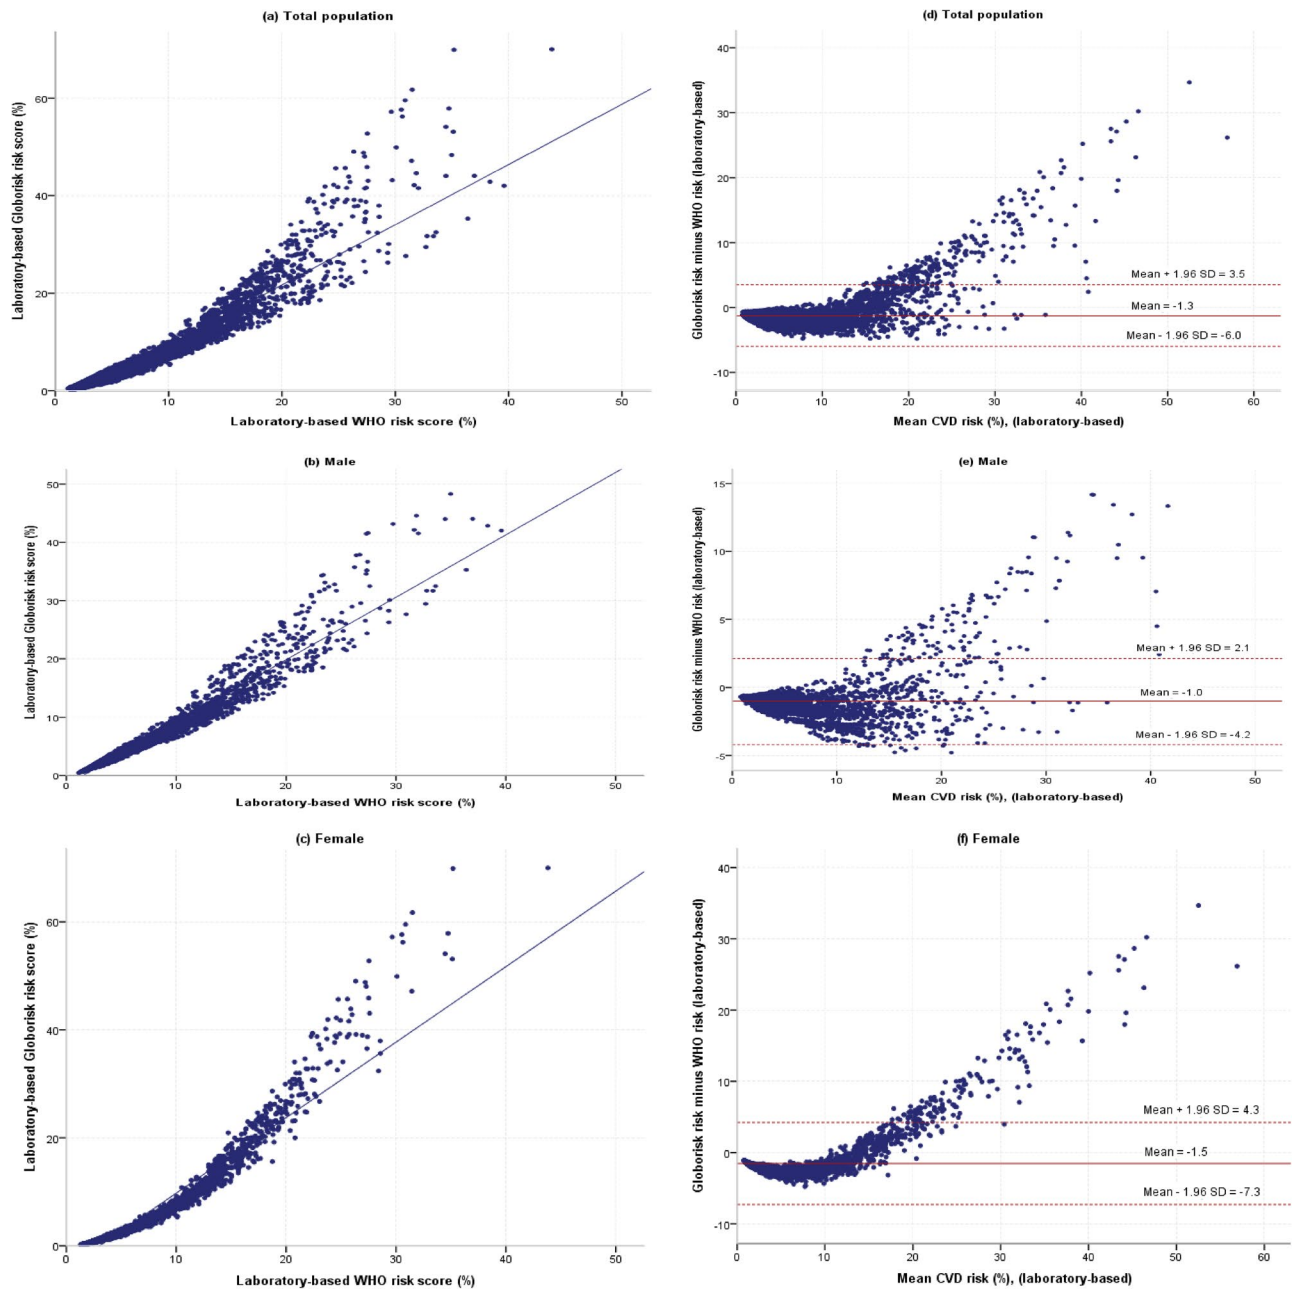 (a) Total population
Laboratory-based Globorisk risk score (%)
60
40
20
0
0 10 20 30 40 50
Laboratory-based WHO risk score (%)
(d) Total population
Globorisk risk minus WHO risk (laboratory-based)
40
30
20
10
0
-10
Mean + 1.96 SD = 3.5
Mean = -1.3
Mean - 1.96 SD = -6.0
0 10 20 30 40 50 60
Mean CVD risk (%), (laboratory-based)
(b) Male
Laboratory-based Globorisk risk score (%)
50
40
30
20
10
0
0 10 20 30 40 50
Laboratory-based WHO risk score (%)
(e) Male
Globorisk risk minus WHO risk (laboratory-based)
15
10
5
0
-5
Mean + 1.96 SD = 2.1
Mean = -1.0
Mean - 1.96 SD = -4.2
0 10 20 30 40 50
Mean CVD risk (%), (laboratory-based)
(c) Female
Laboratory-based Globorisk risk score (%)
60
40
20
0
0 10 20 30 40 50
Laboratory-based WHO risk score (%)
(f) Female
Globorisk risk minus WHO risk (laboratory-based)
40
30
20
10
0
-10
Mean + 1.96 SD = 4.3
Mean = -1.5
Mean - 1.96 SD = -7.3
0 10 20 30 40 50 60
Mean CVD risk (%), (laboratory-based)